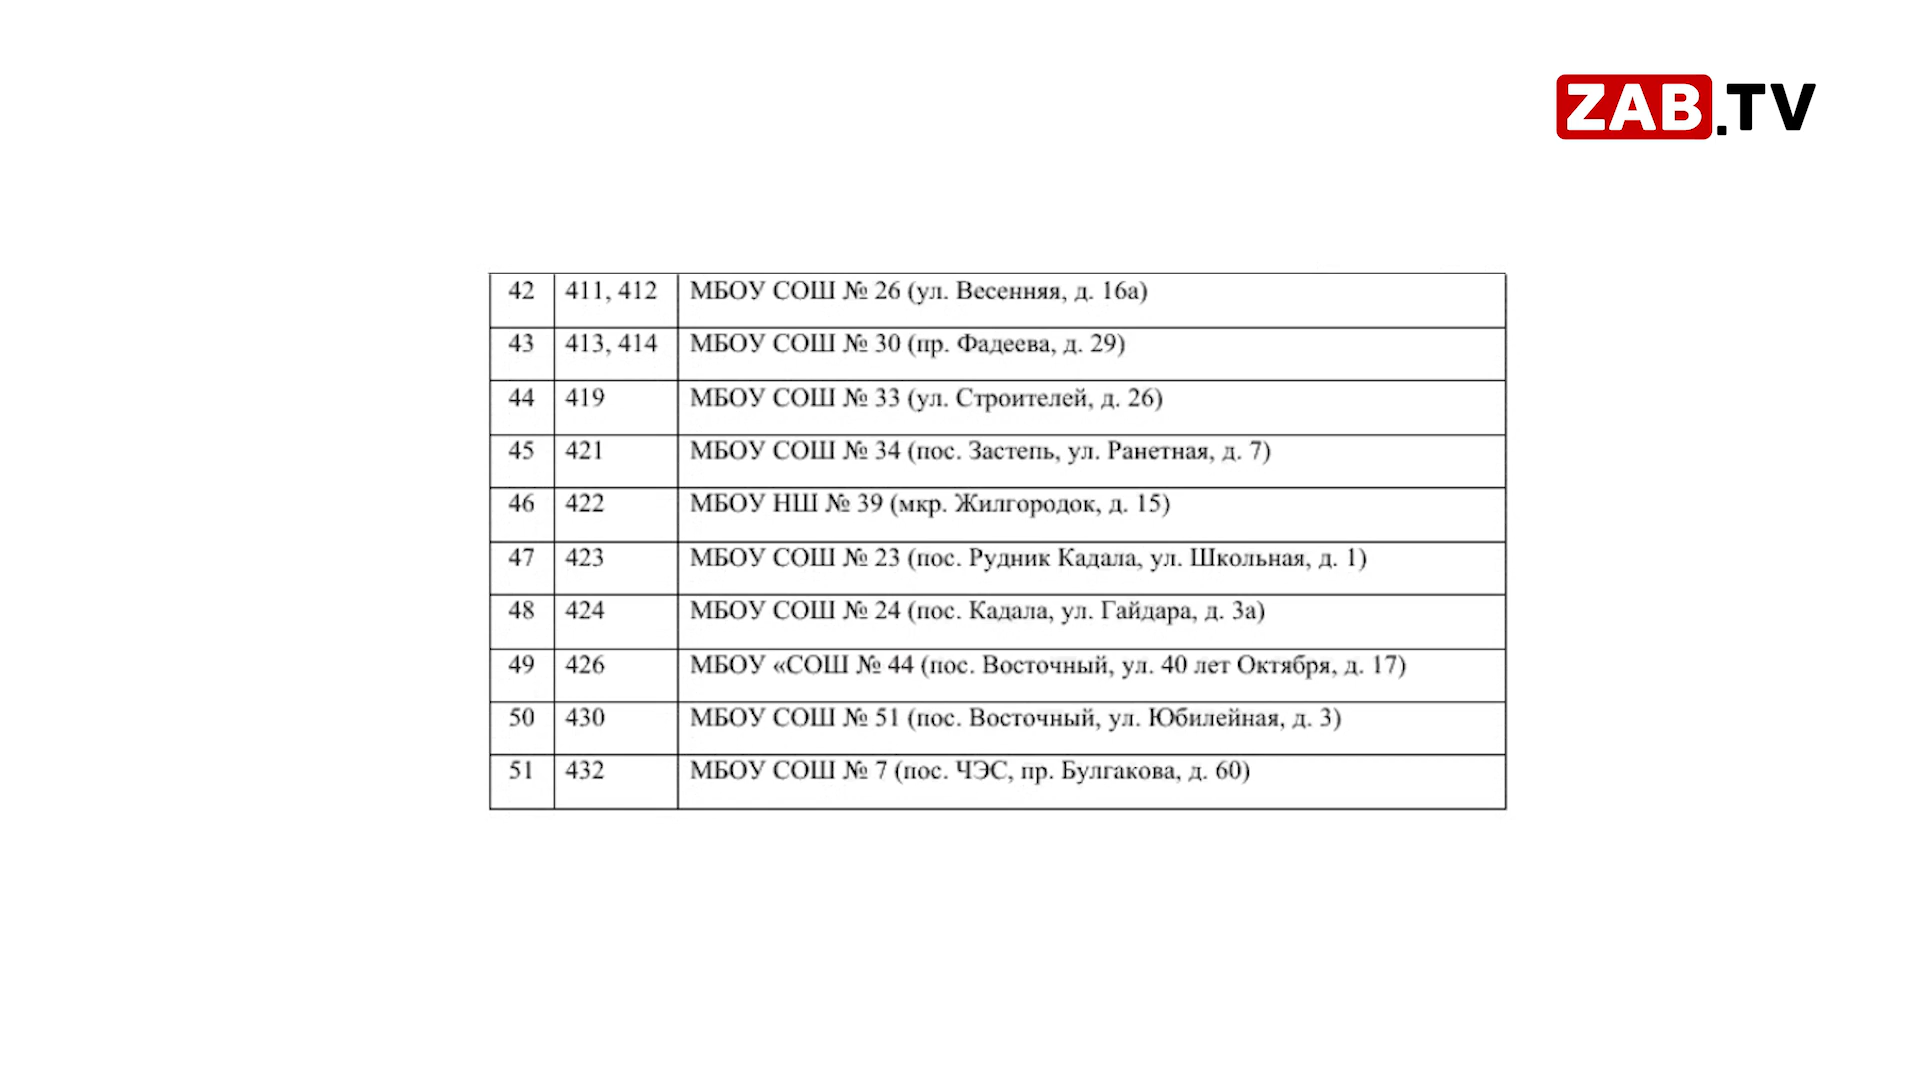 ZAB.TV
42 411, 412 МБОУ СОШ № 26 (ул. Весенняя, д. 16а)
43 413, 414 МБОУ СОШ № 30 (пр. Фадеева, д. 29)
44 419 МБОУ СОШ № 33 (ул. Строителей, д. 26)
45 421 МБОУ СОШ № 34 (пос. Застепь, ул. Ранетная, д. 7)
46 422 МБОУ НШ № 39 (мкр. Жилгородок, д. 15)
47 423 МБОУ СОШ № 23 (пос. Рудник Кадала, ул. Школьная, д. 1)
48 424 МБОУ СОШ № 24 (пос. Кадала, ул. Гайдара, д. 3а)
49 426 МБОУ «СОШ № 44 (пос. Восточный, ул. 40 лет Октября, д. 17)
50 430 МБОУ СОШ № 51 (пос. Восточный, ул. Юбилейная, д. 3)
51 432 МБОУ СОШ № 7 (пос. ЧЭС, пр. Булгакова, д. 60)